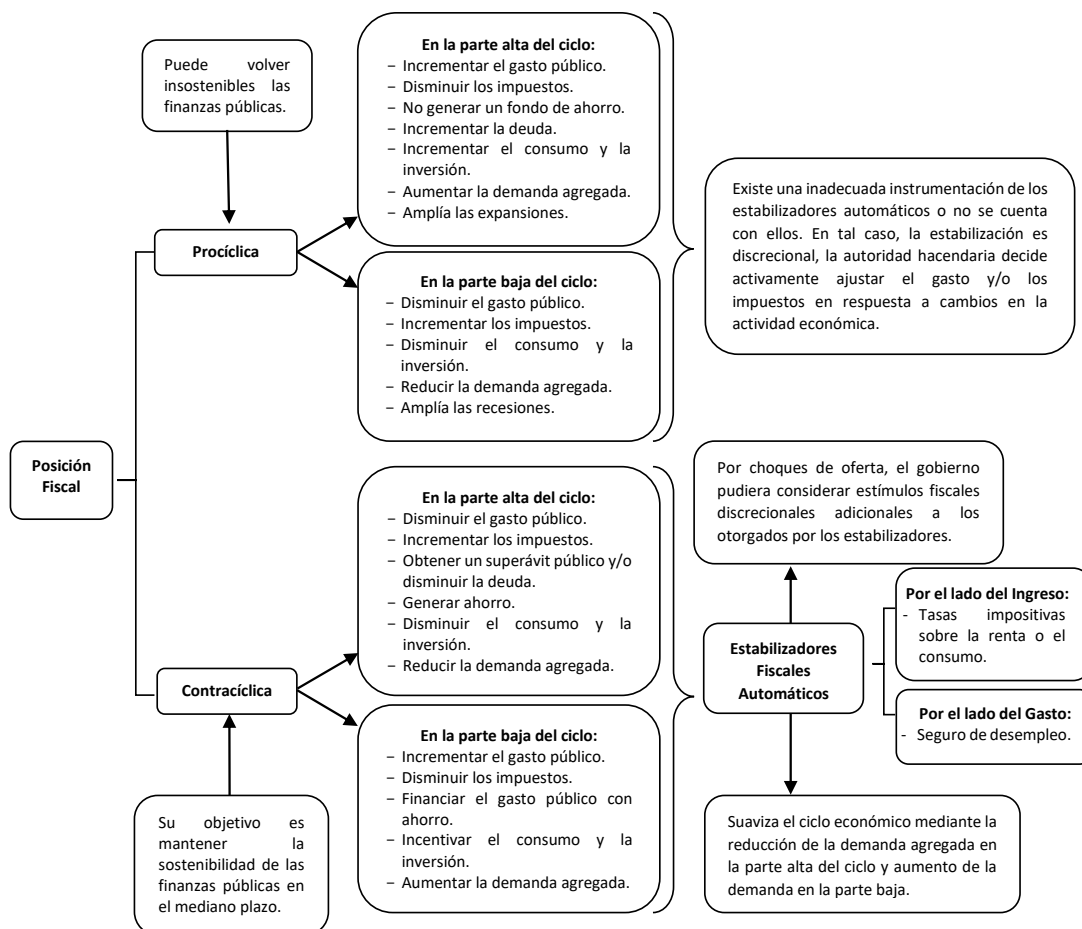 Puede volver
insostenibles las
finanzas públicas.
En la parte alta del ciclo:
− Incrementar el gasto público.
− Disminuir los impuestos.
− No generar un fondo de ahorro.
− Incrementar la deuda.
− Incrementar el consumo y la
inversión.
− Aumentar la demanda agregada.
− Amplía las expansiones.
Procíclica
En la parte baja del ciclo:
− Disminuir el gasto público.
− Incrementar los impuestos.
− Disminuir el consumo y la
inversión.
− Reducir la demanda agregada.
− Amplía las recesiones.
Existe una inadecuada instrumentación de los
estabilizadores automáticos o no se cuenta
con ellos. En tal caso, la estabilización es
discrecional, la autoridad hacendaria decide
activamente ajustar el gasto y/o los
impuestos en respuesta a cambios en la
actividad económica.
Posición
Fiscal
En la parte alta del ciclo:
− Disminuir el gasto público.
− Incrementar los impuestos.
− Obtener un superávit público y/o
disminuir la deuda.
− Generar ahorro.
− Disminuir el consumo y la
inversión.
− Reducir la demanda agregada.
Contracíclica
En la parte baja del ciclo:
− Incrementar el gasto público.
− Disminuir los impuestos.
− Financiar el gasto público con
ahorro.
− Incentivar el consumo y la
inversión.
− Aumentar la demanda agregada.
Su objetivo es
mantener la
sostenibilidad de las
finanzas públicas en
el mediano plazo.
Por choques de oferta, el gobierno
pudiera considerar estímulos fiscales
discrecionales adicionales a los
otorgados por los estabilizadores.
Estabilizadores
Fiscales
Automáticos
Por el lado del Ingreso:
- Tasas impositivas
sobre la renta o el
consumo.
Por el lado del Gasto:
- Seguro de desempleo.
Suaviza el ciclo económico mediante la
reducción de la demanda agregada en
la parte alta del ciclo y aumento de la
demanda en la parte baja.